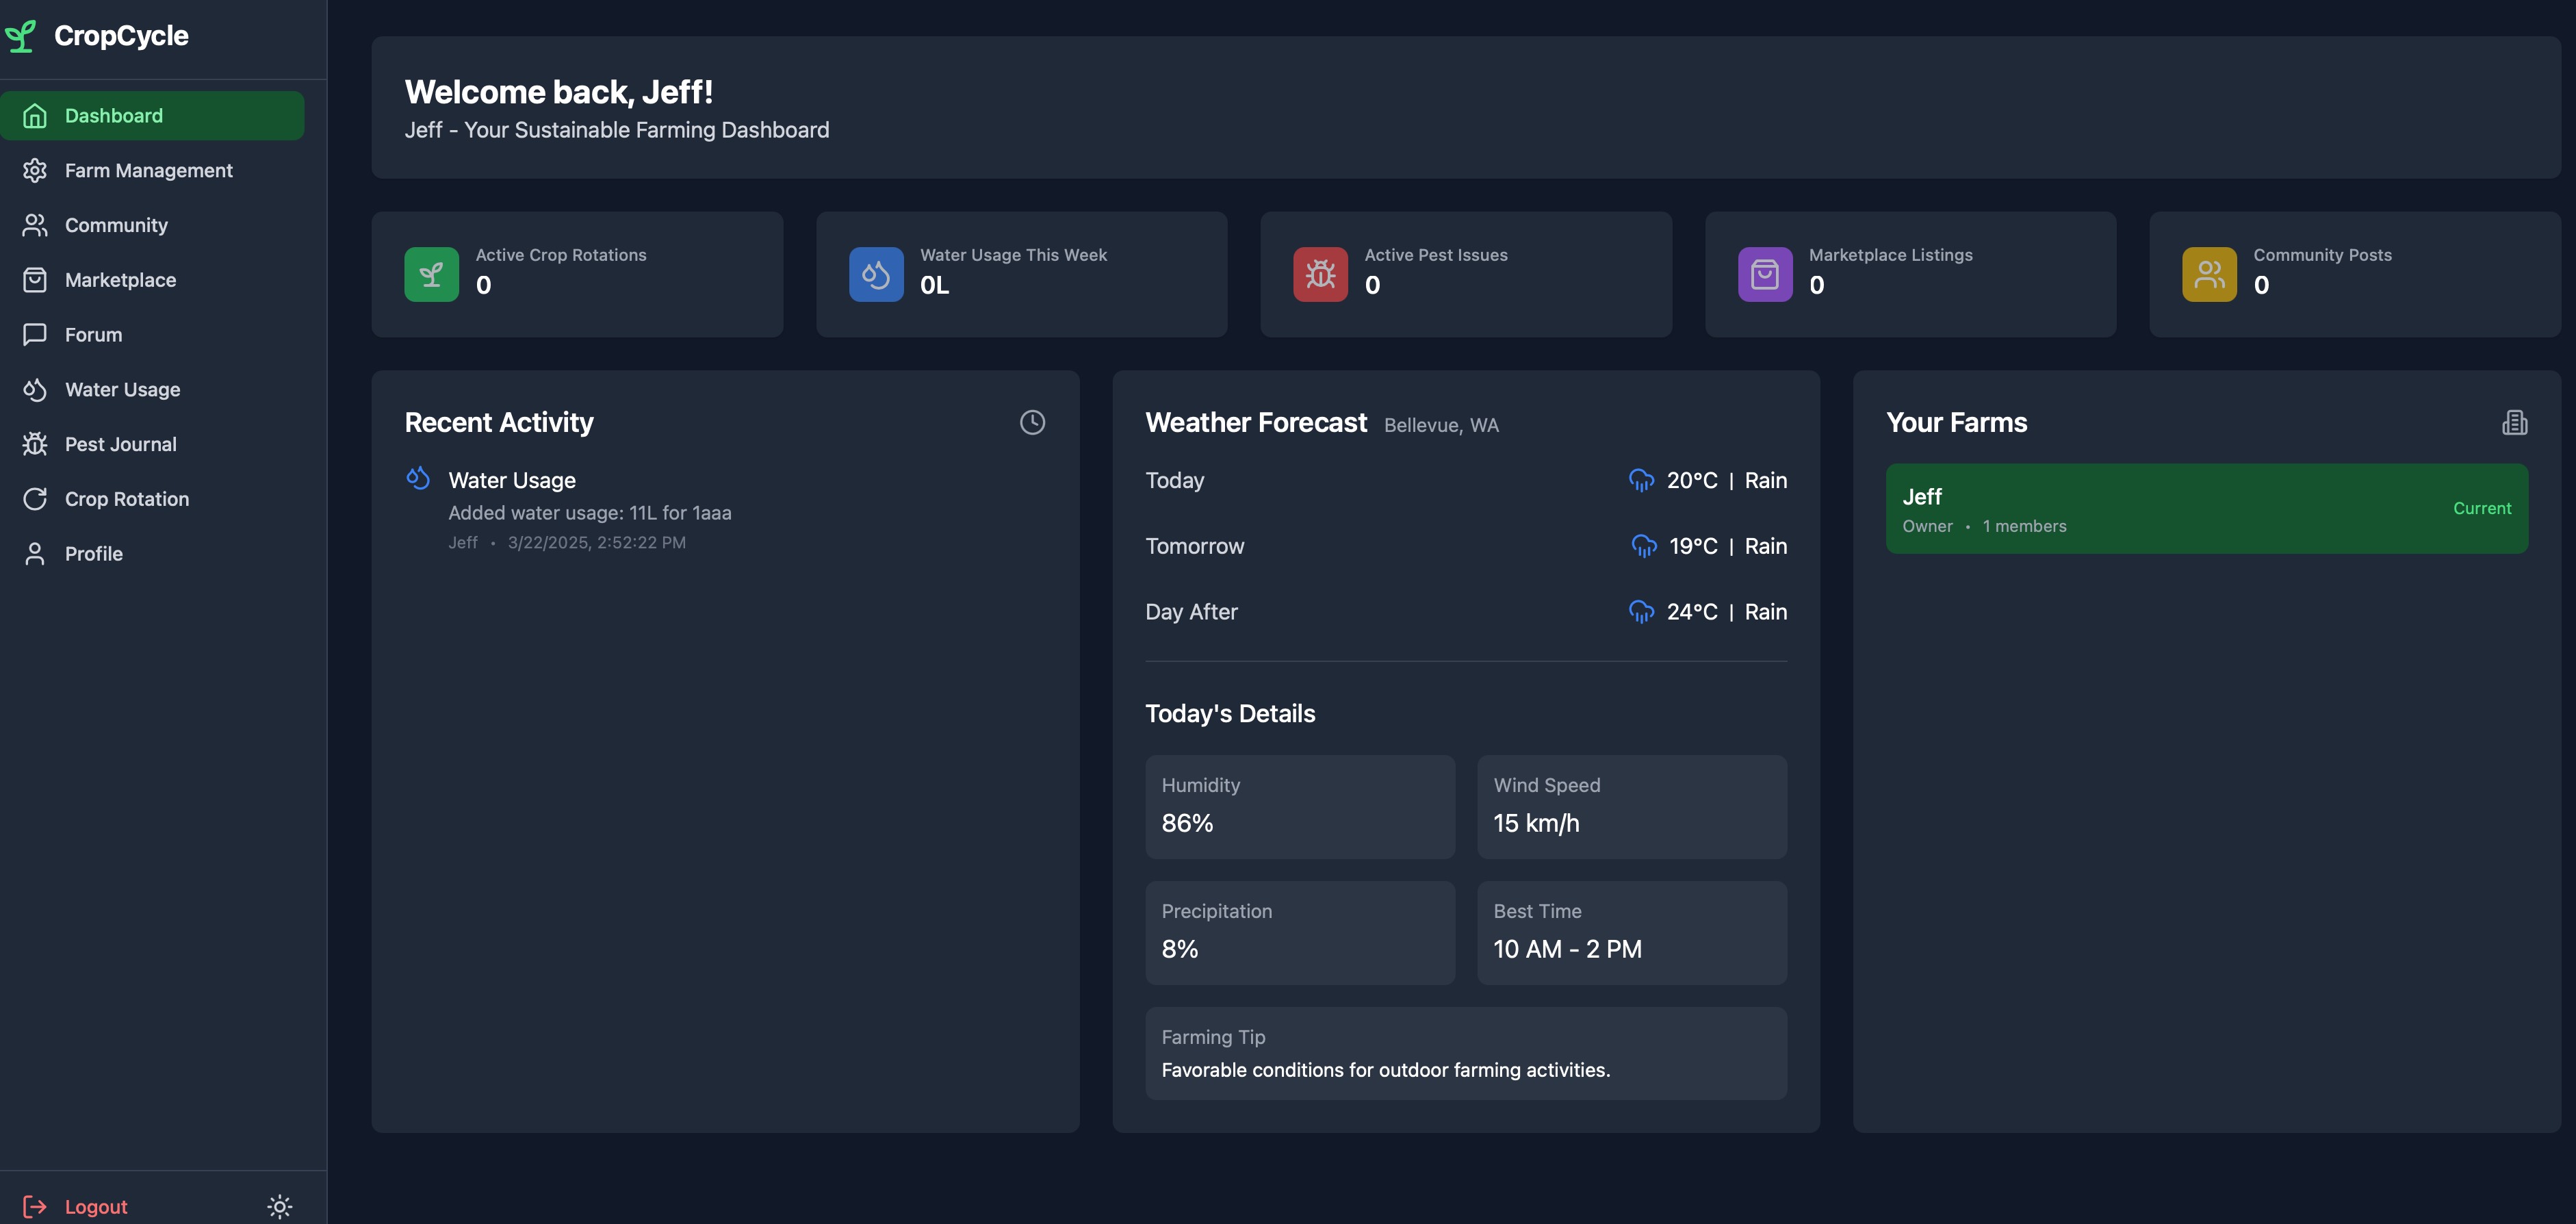 CropCycle
Dashboard
Farm Management
Community
Marketplace
Forum
Water Usage
Pest Journal
Crop Rotation
Profile
Logout
Welcome back, Jeff!
Jeff - Your Sustainable Farming Dashboard
Active Crop Rotations
0
Water Usage This Week
0L
Active Pest Issues
0
Marketplace Listings
0
Community Posts
0
Recent Activity
Water Usage
Added water usage: 11L for 1aaa
Jeff • 3/22/2025, 2:52:22 PM
Weather Forecast Bellevue, WA
Today 20°C | Rain
Tomorrow 19°C | Rain
Day After 24°C | Rain
Today's Details
Humidity
86%
Wind Speed
15 km/h
Precipitation
8%
Best Time
10 AM - 2 PM
Farming Tip
Favorable conditions for outdoor farming activities.
Your Farms
Jeff
Owner • 1 members
Current